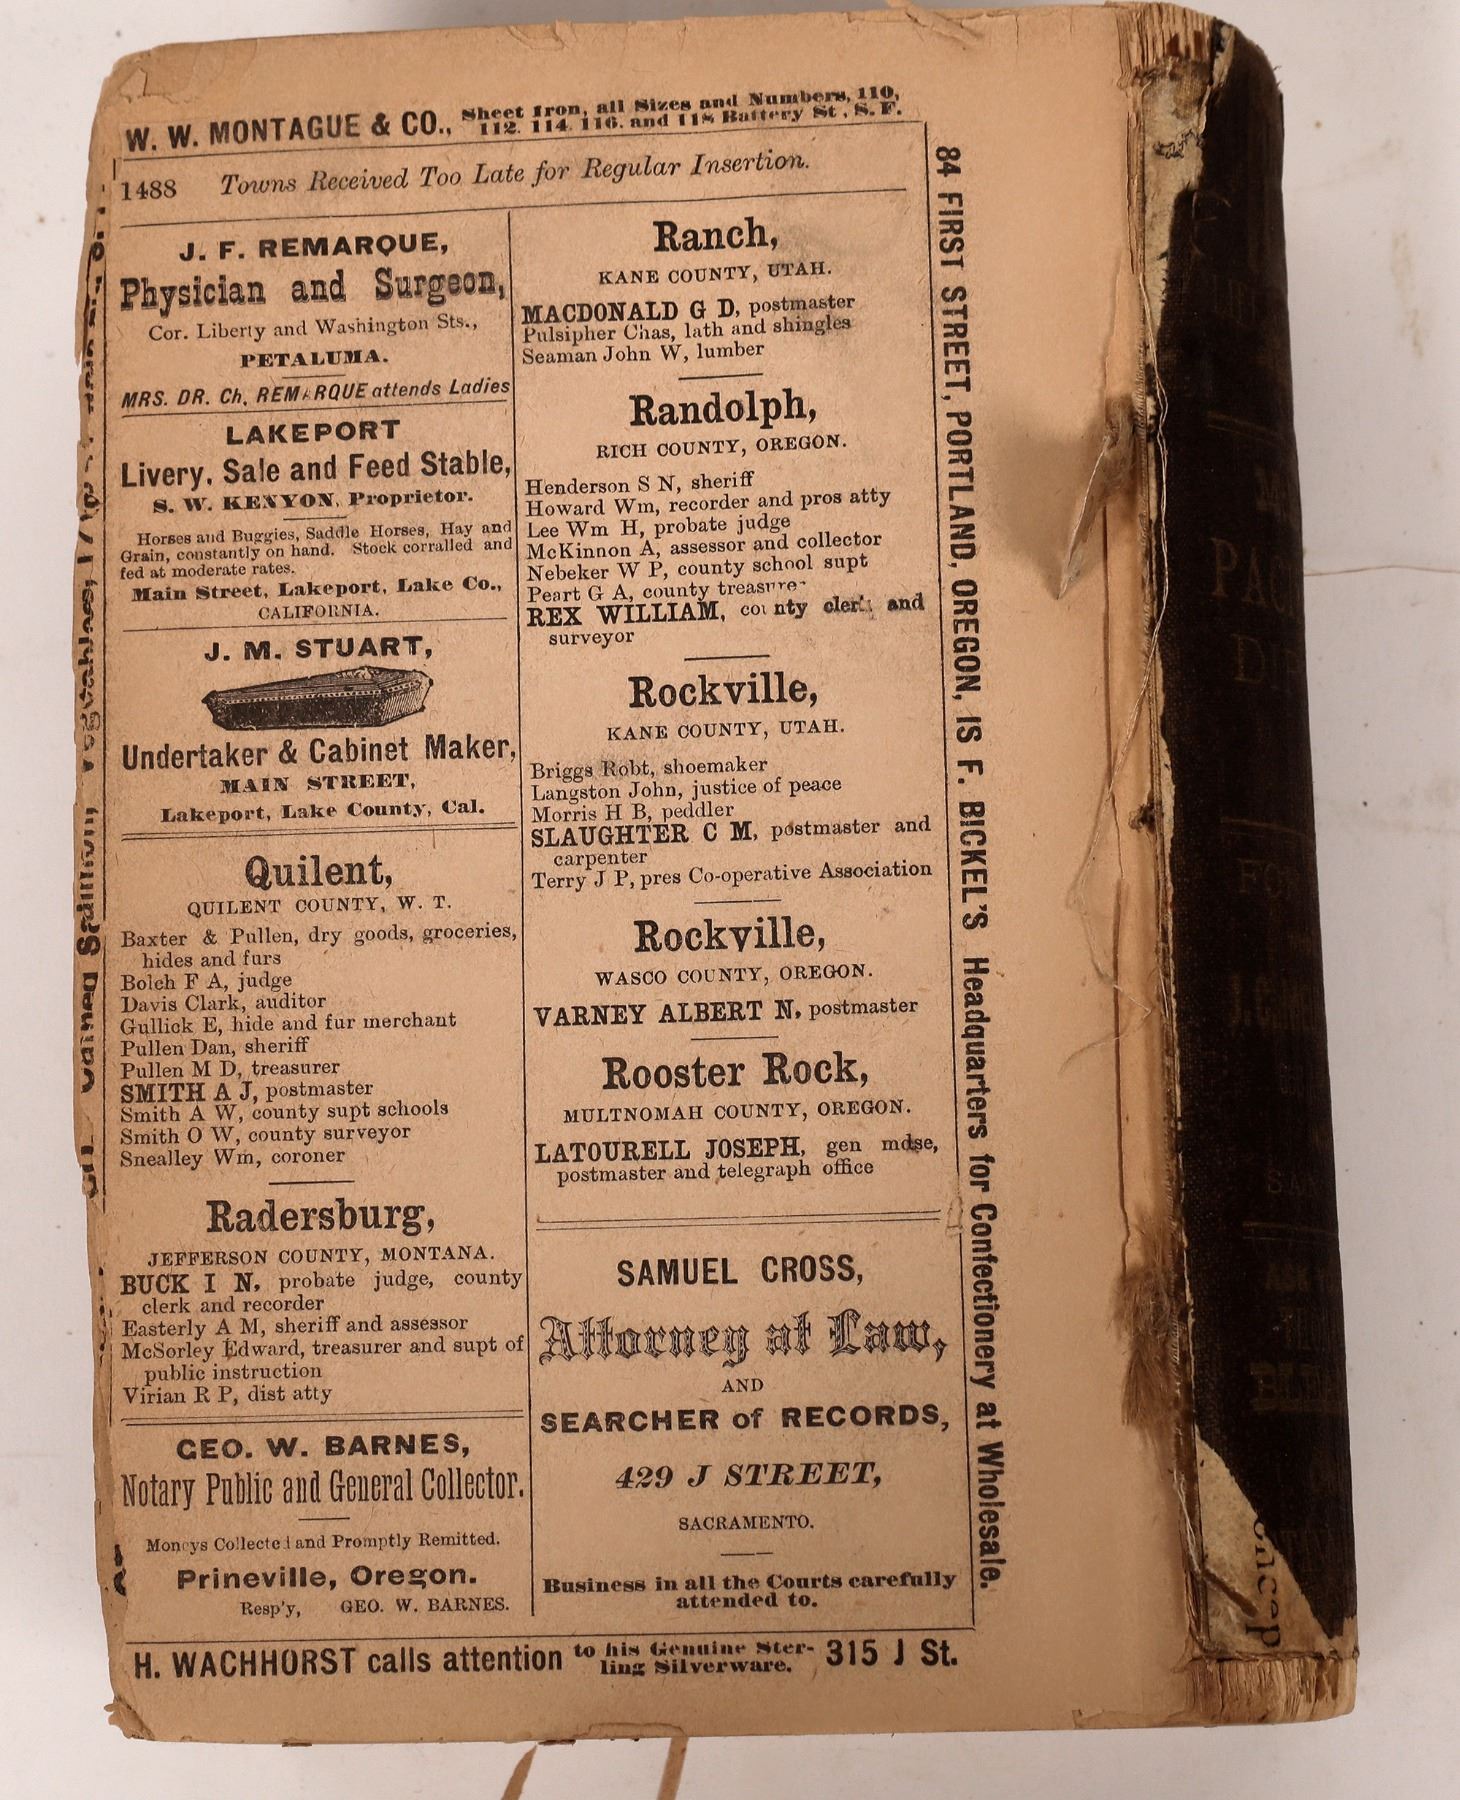 W. W. MONTAGUE & CO., Sheet Iron, all Sizes and Numbers, 110,
112. 114. 116. and 118 Battery St, S. F.
1488 Towns Received Too Late for Regular Insertion.
J. F. REMARQUE,
Physician and Surgeon,
Cor. Liberty and Washington Sts.,
PETALUMA.
MRS. DR. Ch. REMARQUE attends Ladies
LAKEPORT
Livery, Sale and Feed Stable,
S. W. KENYON, Proprietor.
Horses and Buggies, Saddle Horses, Hay and
Grain, constantly on hand. Stock corralled and
fed at moderate rates.
Main Street, Lakeport, Lake Co.,
CALIFORNIA.
J. M. STUART,
Undertaker & Cabinet Maker,
MAIN STREET,
Lakeport, Lake County, Cal.
Quilent,
QUILENT COUNTY, W. T.
Baxter & Pullen, dry goods, groceries,
hides and furs
Bolch F A, judge
Davis Clark, auditor
Gullick E, hide and fur merchant
Pullen Dan, sheriff
Pullen M D, treasurer
SMITH A J, postmaster
Smith A W, county supt schools
Smith O W, county surveyor
Snealley Wm, coroner
Radersburg,
JEFFERSON COUNTY, MONTANA.
BUCK I N, probate judge, county
clerk and recorder
Easterly A M, sheriff and assessor
McSorley Edward, treasurer and supt of
public instruction
Virian R P, dist atty
GEO. W. BARNES,
Notary Public and General Collector.
Moneys Collected and Promptly Remitted.
Prineville, Oregon.
Resp'y, GEO. W. BARNES.
Ranch,
KANE COUNTY, UTAH.
MACDONALD G D, postmaster
Pulsipher Chas, lath and shingles
Seaman John W, lumber
Randolph,
RICH COUNTY, OREGON.
Henderson S N, sheriff
Howard Wm, recorder and pros atty
Lee Wm H, probate judge
McKinnon A, assessor and collector
Nebeker W P, county school supt
Peart G A, county treasurer
REX WILLIAM, county clerk and
surveyor
Rockville,
KANE COUNTY, UTAH.
Briggs Robt, shoemaker
Langston John, justice of peace
Morris H B, peddler
SLAUGHTER C M, postmaster and
carpenter
Terry J P, pres Co-operative Association
Rockville,
WASCO COUNTY, OREGON.
VARNEY ALBERT N, postmaster
Rooster Rock,
MULTNOMAH COUNTY, OREGON.
LATOURELL JOSEPH, gen mdse,
postmaster and telegraph office
SAMUEL CROSS,
Attorney at Law,
AND
SEARCHER of RECORDS,
429 J STREET,
SACRAMENTO.
Business in all the Courts carefully
attended to.
H. WACHHORST calls attention to his Genuine Ster-
ling Silverware. 315 J St.
84 FIRST STREET, PORTLAND, OREGON, IS F. BICKEL'S Headquarters for Confectionery at Wholesale.